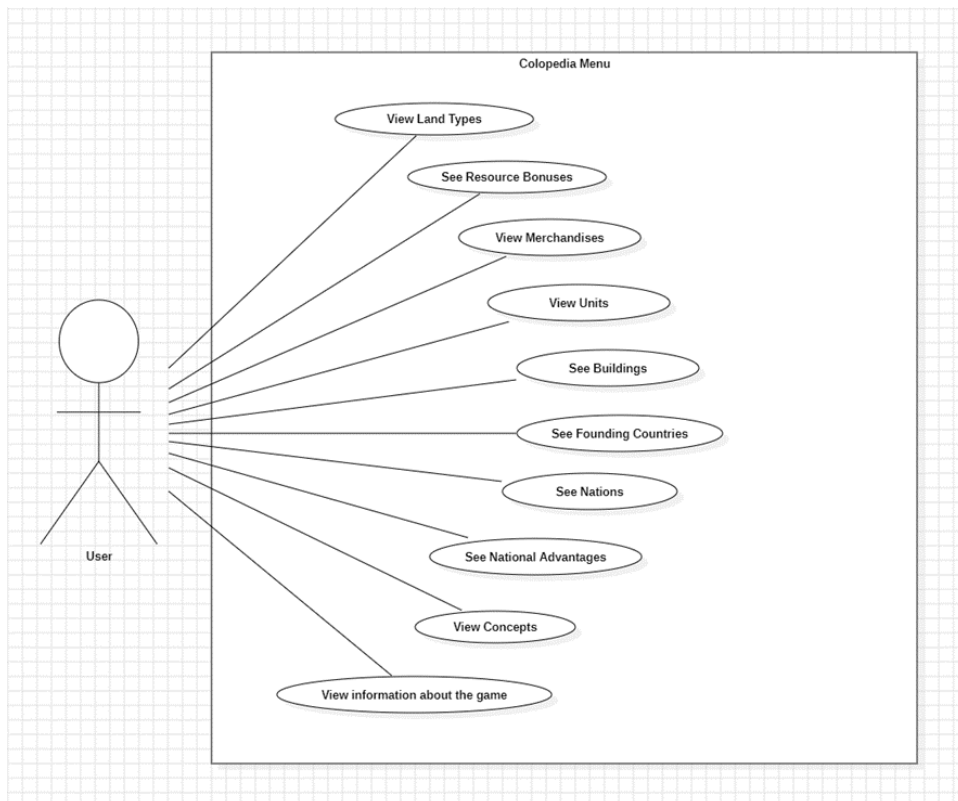 Colopedia Menu
View Land Types
See Resource Bonuses
View Merchandises
View Units
See Buildings
See Founding Countries
See Nations
User
See National Advantages
View Concepts
View information about the game